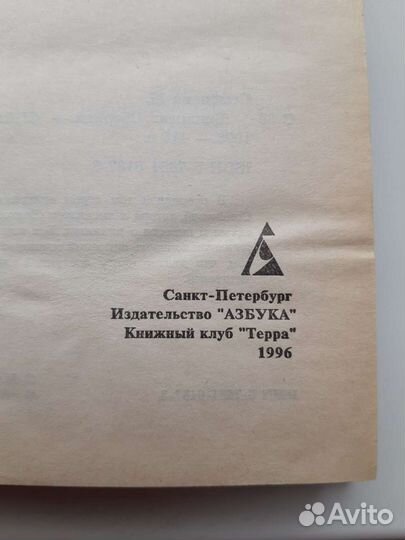 Санкт-Петербург
Издательство "АЗБУКА"
Книжный клуб "Терра"
1996
Avito